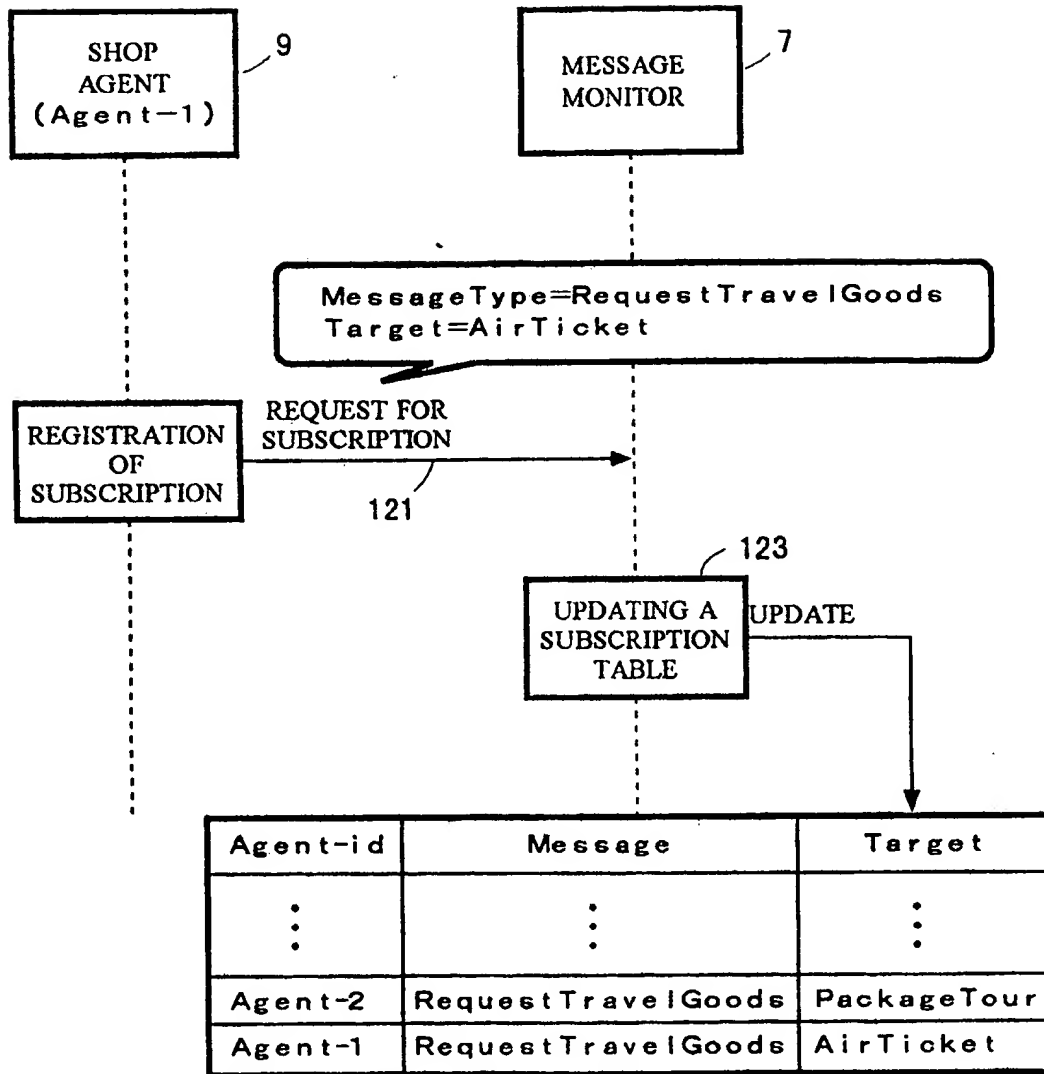 SHOP
AGENT
(Agent-1)
9
MESSAGE
MONITOR
7
MessageType=RequestTravelGoods
Target=AirTicket
REGISTRATION
OF
SUBSCRIPTION
REQUEST FOR
SUBSCRIPTION
121
123
UPDATING A
SUBSCRIPTION
TABLE
UPDATE
Agent-id Message Target
Agent-2 RequestTravelGoods PackageTour
Agent-1 RequestTravelGoods AirTicket